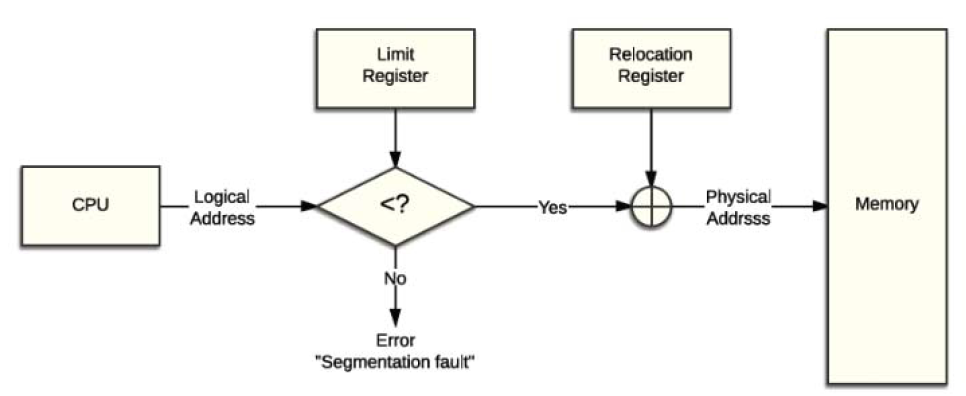 Limit
Register
Relocation
Register
CPU
Logical
Address
<?
Yes
Physical
Addrsss
Memory
No
Error
"Segmentation fault"